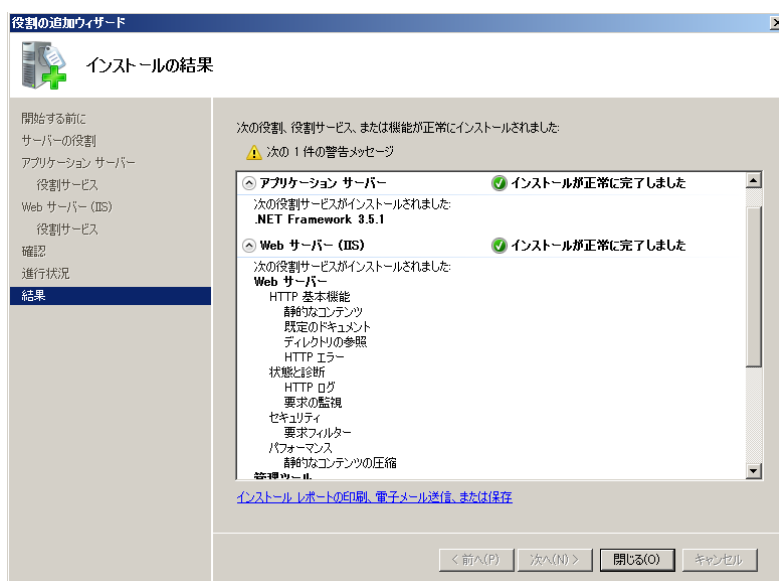 役割の追加ウィザード
インストールの結果
開始する前に
サーバーの役割
アプリケーション サーバー
役割サービス
Web サーバー (IIS)
役割サービス
確認
進行状況
結果
次の役割、役割サービス、または機能が正常にインストールされました:
次の 1 件の警告メッセージ
アプリケーション サーバー インストールが正常に完了しました
次の役割サービスがインストールされました:
.NET Framework 3.5.1
Web サーバー (IIS) インストールが正常に完了しました
次の役割サービスがインストールされました:
Web サーバー
HTTP 基本機能
静的なコンテンツ
既定のドキュメント
ディレクトリの参照
HTTP エラー
状態と診断
HTTP ログ
要求の監視
セキュリティ
要求フィルター
パフォーマンス
静的なコンテンツの圧縮
管理ツール
インストール レポートの印刷、電子メール送信、または保存
< 前へ(P) 次へ(N) > 閉じる(O) キャンセル